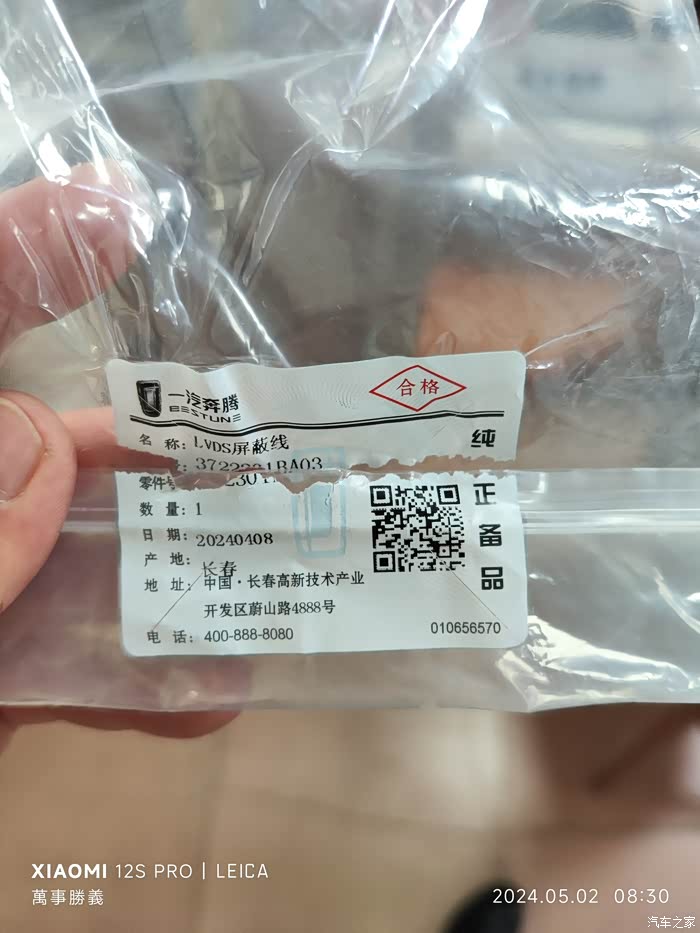 一汽奔腾
BESTUNE
合格
名 称：LVDS屏蔽线
零件号：
数 量：1
日 期：20240408
产 地：长春
地 址：中国·长春高新技术产业
开发区蔚山路4888号
电 话：400-888-8080
010656570
纯正备品
XIAOMI 12S PRO | LEICA
萬事勝義
2024.05.02 08:30
汽车之家